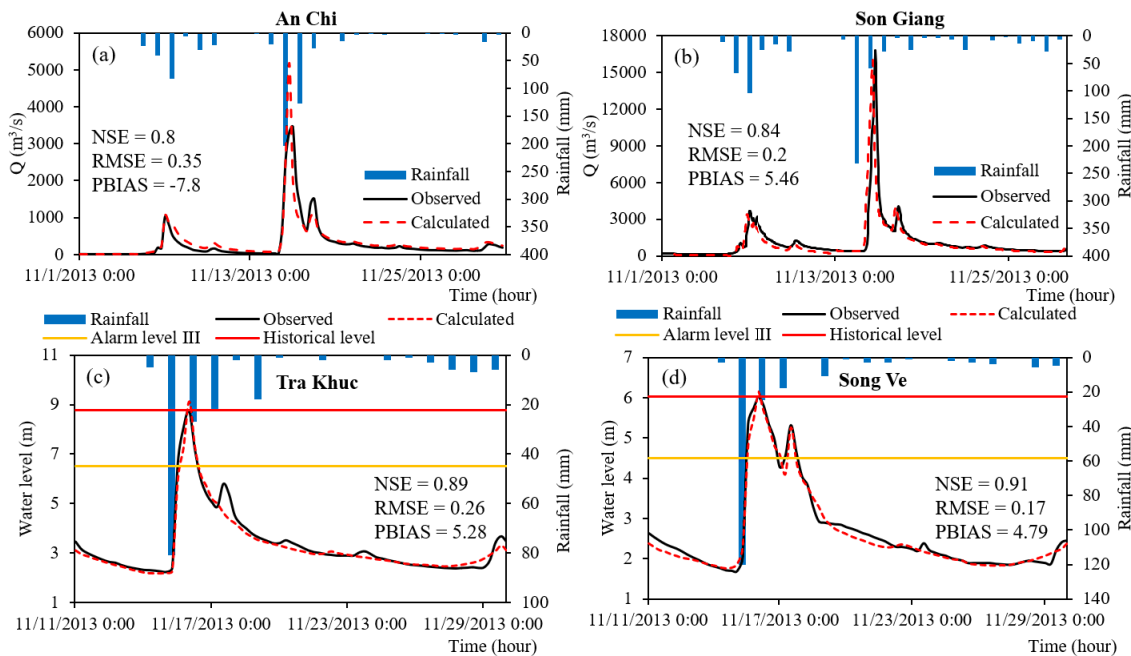 An Chi
(a)
6000
5000
4000
3000
2000
1000
0
Q (m³/s)
0
50
100
150
200
250
300
350
400
Rainfall (mm)
NSE = 0.8
RMSE = 0.35
PBIAS = -7.8
Rainfall
Observed
Calculated
11/1/2013 0:00
11/13/2013 0:00
11/25/2013 0:00
Time (hour)
Son Giang
(b)
18000
15000
12000
9000
6000
3000
0
Q (m³/s)
0
50
100
150
200
250
300
350
400
Rainfall (mm)
NSE = 0.84
RMSE = 0.2
PBIAS = 5.46
Rainfall
Observed
Calculated
11/1/2013 0:00
11/13/2013 0:00
11/25/2013 0:00
Time (hour)
Rainfall Observed Calculated
Alarm level III Historical level
(c)
Tra Khuc
11
9
7
5
3
1
Water level (m)
0
20
40
60
80
100
Rainfall (mm)
NSE = 0.89
RMSE = 0.26
PBIAS = 5.28
11/11/2013 0:00
11/17/2013 0:00
11/23/2013 0:00
11/29/2013 0:00
Time (hour)
Rainfall Observed Calculated
Alarm level III Historical level
(d)
Song Ve
7
6
5
4
3
2
1
Water level (m)
0
20
40
60
80
100
120
140
Rainfall (mm)
NSE = 0.91
RMSE = 0.17
PBIAS = 4.79
11/11/2013 0:00
11/17/2013 0:00
11/23/2013 0:00
11/29/2013 0:00
Time (hour)